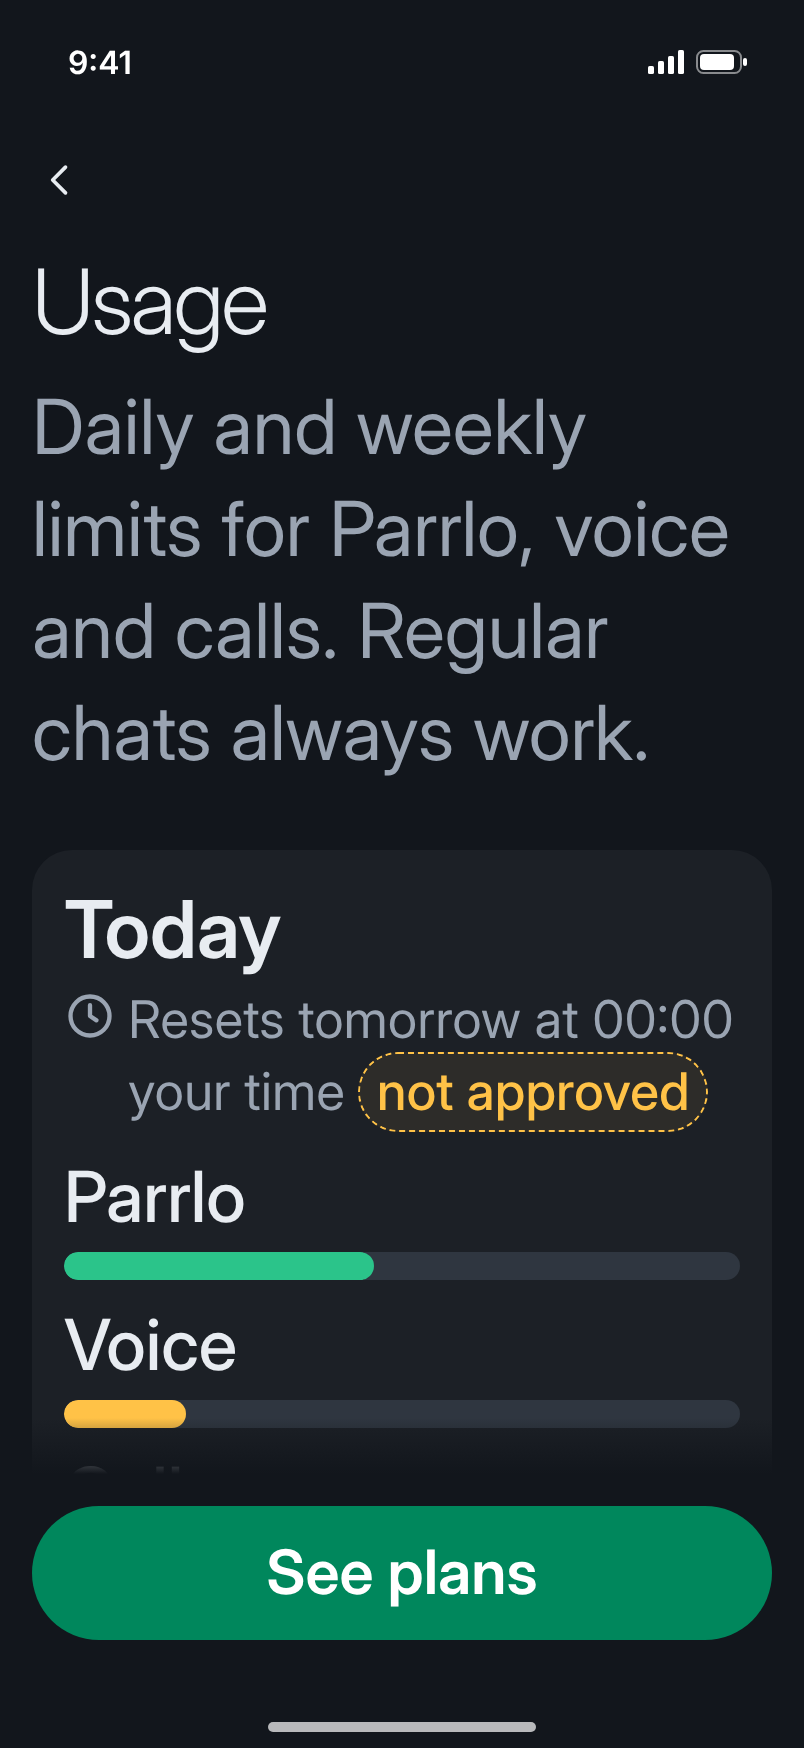 9:41
Usage
Daily and weekly
limits for Parrlo, voice
and calls. Regular
chats always work.
Today
Resets tomorrow at 00:00
your time not approved
Parrlo
Voice
See plans